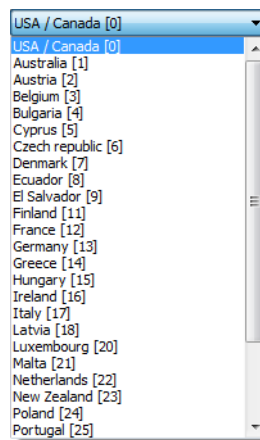 USA / Canada [0]
USA / Canada [0]
Australia [1]
Austria [2]
Belgium [3]
Bulgaria [4]
Cyprus [5]
Czech republic [6]
Denmark [7]
Ecuador [8]
El Salvador [9]
Finland [11]
France [12]
Germany [13]
Greece [14]
Hungary [15]
Ireland [16]
Italy [17]
Latvia [18]
Luxembourg [20]
Malta [21]
Netherlands [22]
New Zealand [23]
Poland [24]
Portugal [25]